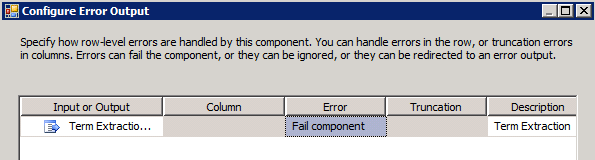 Configure Error Output
Specify how row-level errors are handled by this component. You can handle errors in the row, or truncation errors
in columns. Errors can fail the component, or they can be ignored, or they can be redirected to an error output.
Input or Output Column Error Truncation Description
Term Extractio... Fail component Term Extraction